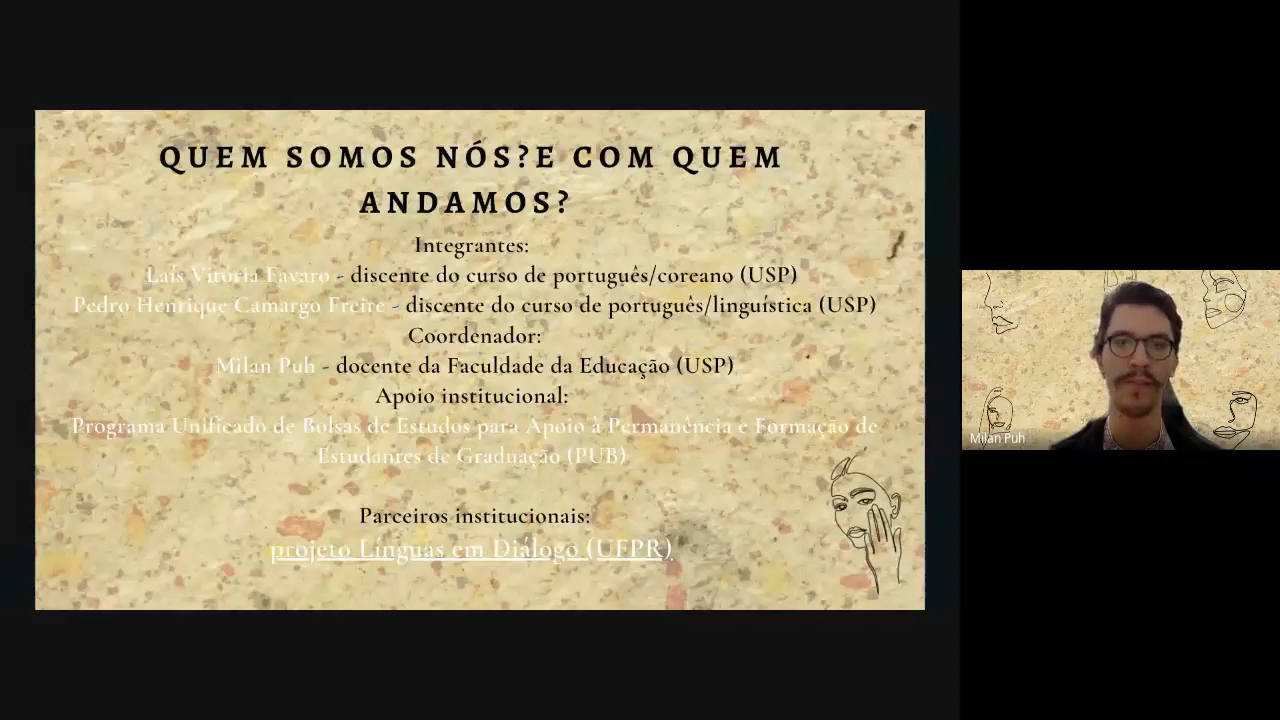 QUEM SOMOS NÓS?E COM QUEM
ANDAMOS?
Integrantes:
Laís Vitória Favaro - discente do curso de português/coreano (USP)
Pedro Henrique Camargo Freire - discente do curso de português/linguística (USP)
Coordenador:
Milan Puh - docente da Faculdade da Educação (USP)
Apoio institucional:
Programa Unificado de Bolsas de Estudos para Apoio à Permanência e Formação de
Estudantes de Graduação (PUB)
Parceiros institucionais:
projeto Línguas em Diálogo (UFPR)
Milan Puh